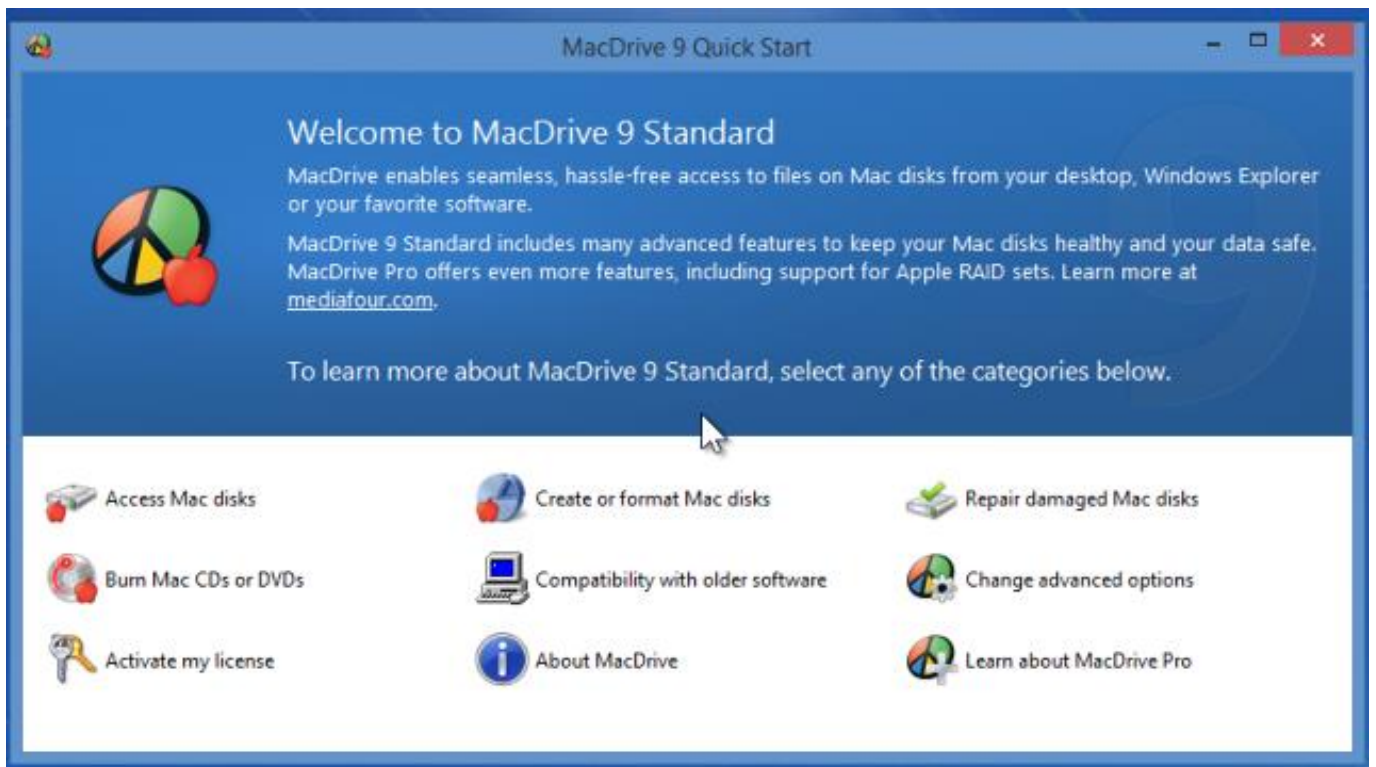 MacDrive 9 Quick Start
Welcome to MacDrive 9 Standard
MacDrive enables seamless, hassle-free access to files on Mac disks from your desktop, Windows Explorer
or your favorite software.
MacDrive 9 Standard includes many advanced features to keep your Mac disks healthy and your data safe.
MacDrive Pro offers even more features, including support for Apple RAID sets. Learn more at
mediafour.com.
To learn more about MacDrive 9 Standard, select any of the categories below.
Access Mac disks
Create or format Mac disks
Repair damaged Mac disks
Burn Mac CDs or DVDs
Compatibility with older software
Change advanced options
Activate my license
About MacDrive
Learn about MacDrive Pro